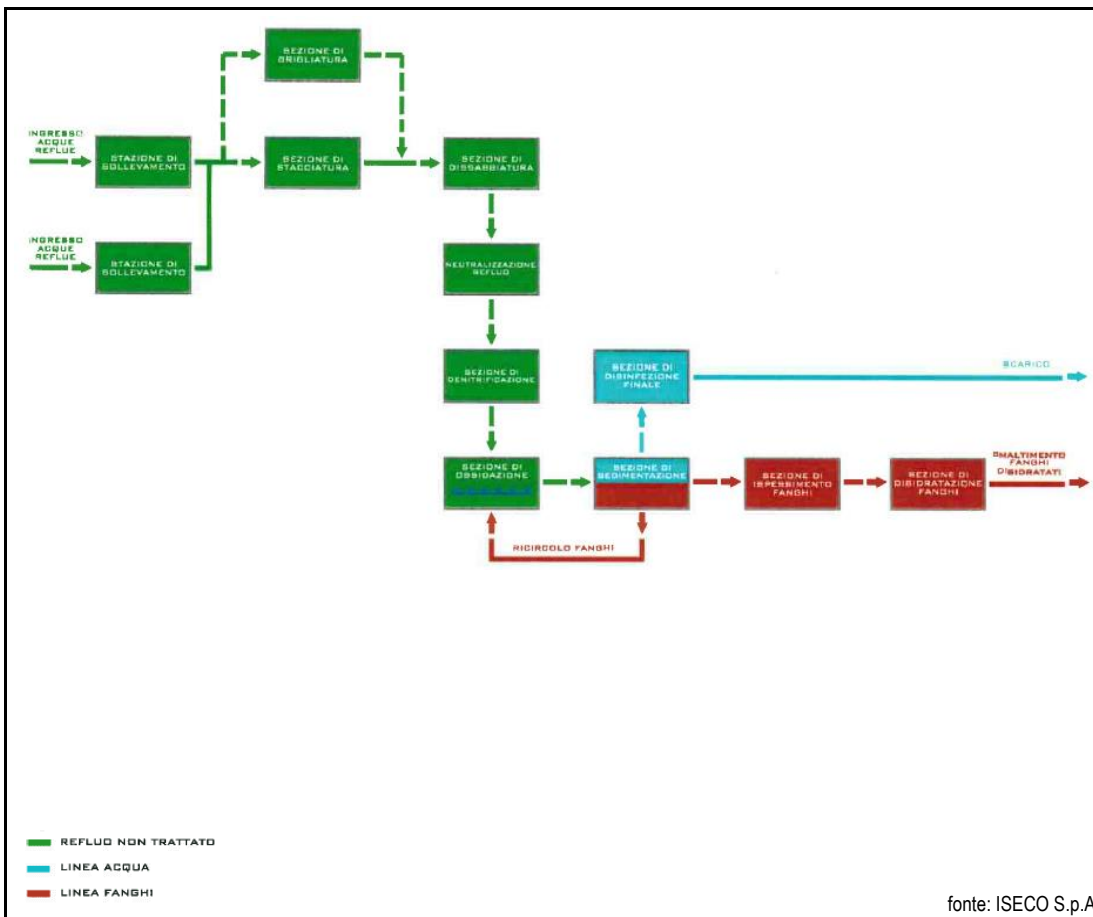 SEZIONE DI
GRIGLIATURA
INGRESSO
ACQUE
REFLUE
STAZIONE DI
SOLLEVAMENTO
SEZIONE DI
STACCIATURA
SEZIONE DI
DISSABBIATURA
INGRESSO
ACQUE
REFLUE
STAZIONE DI
SOLLEVAMENTO
NEUTRALIZZAZIONE
REFLUO
SEZIONE DI
DENITRIFICAZIONE
SEZIONE DI
DISINFEZIONE
FINALE
SCARICO
SEZIONE DI
OSSIDAZIONE
SEZIONE DI
SEDIMENTAZIONE
SEZIONE DI
ISPESSIMENTO
FANGHI
SEZIONE DI
DISIDRATAZIONE
FANGHI
SMALTIMENTO
FANGHI
DISIDRATATI
RICIRCOLO FANGHI
REFLUO NON TRATTATO
LINEA ACQUA
LINEA FANGHI
fonte: ISECO S.p.A